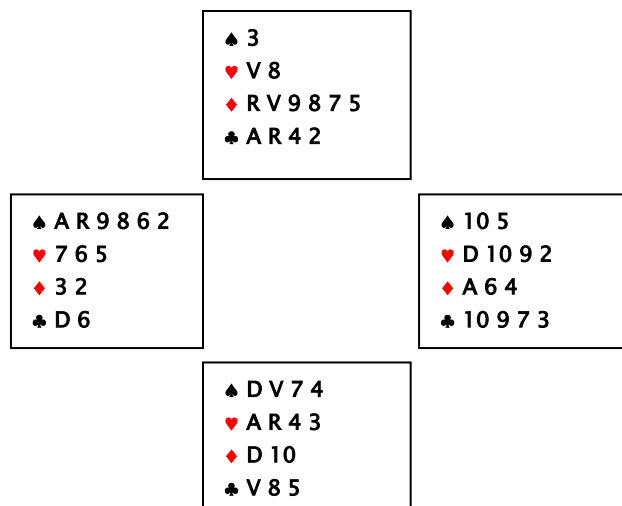 ♠ 3
♥ V 8
♦ R V 9 8 7 5
♣ A R 4 2
♠ A R 9 8 6 2
♥ 7 6 5
♦ 3 2
♣ D 6
♠ 10 5
♥ D 10 9 2
♦ A 6 4
♣ 10 9 7 3
♠ D V 7 4
♥ A R 4 3
♦ D 10
♣ V 8 5